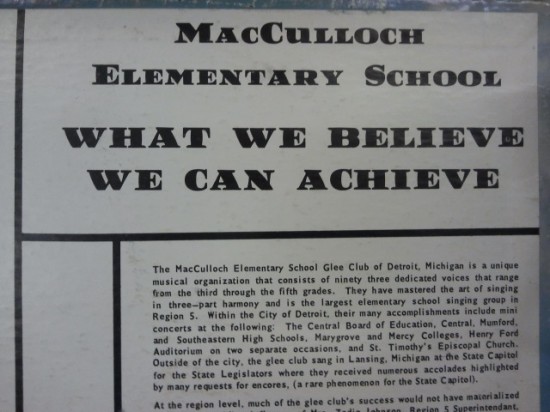 MacCulloch
Elementary School
WHAT WE BELIEVE
WE CAN ACHIEVE
The MacCulloch Elementary School Glee Club of Detroit, Michigan is a unique
musical organization that consists of ninety three dedicated voices that range
from the third through the fifth grades. They have mastered the art of singing
in three-part harmony and is the largest elementary school singing group in
Region 5. Within the City of Detroit, their many accomplishments include mini
concerts at the following: The Central Board of Education, Central, Mumford,
and Southeastern High Schools, Marygrove and Mercy Colleges, Henry Ford
Auditorium on two separate occasions, and St. Timothy's Episcopal Church.
Outside of the city, the glee club sang in Lansing, Michigan at the State Capitol
for the State Legislators where they received numerous accolades highlighted
by many requests for encores, (a rare phenomenon for the State Capitol).
At the region level, much of the glee club's success would not have materialized
Johnson, Region 5 Superintendent,